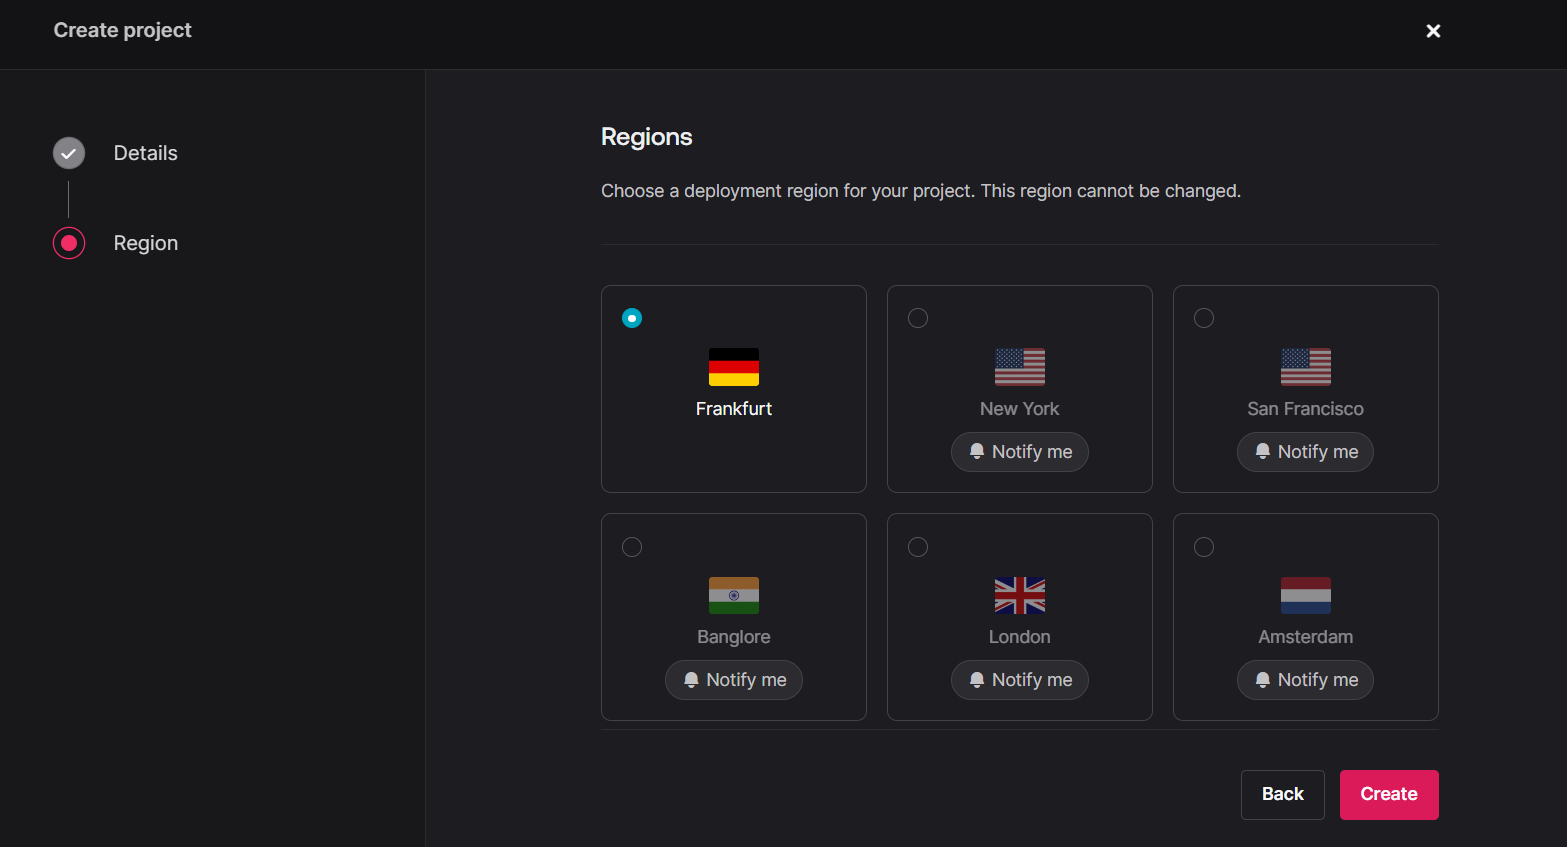 Create project
Details
Region
Regions
Choose a deployment region for your project. This region cannot be changed.
Frankfurt
New York
Notify me
San Francisco
Notify me
Banglore
Notify me
London
Notify me
Amsterdam
Notify me
Back
Create